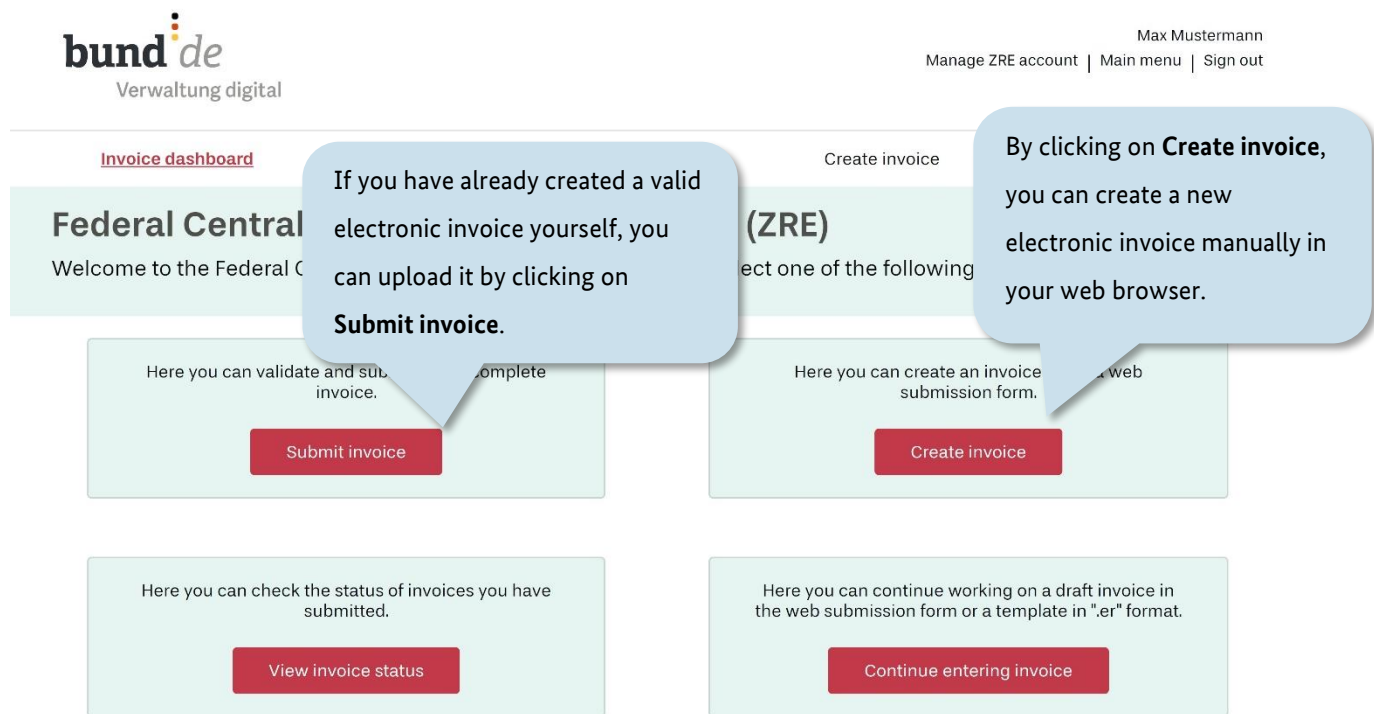 bund de
Verwaltung digital
Max Mustermann
Manage ZRE account | Main menu | Sign out
Invoice dashboard
Create invoice
If you have already created a valid
electronic invoice yourself, you
can upload it by clicking on
Submit invoice.
By clicking on Create invoice,
you can create a new
electronic invoice manually in
your web browser.
Federal Central (ZRE)
Welcome to the Federal one of the following
Here you can validate and complete
invoice.
Submit invoice
Here you can create an invoice web
submission form.
Create invoice
Here you can check the status of invoices you have
submitted.
View invoice status
Here you can continue working on a draft invoice in
the web submission form or a template in ".er" format.
Continue entering invoice